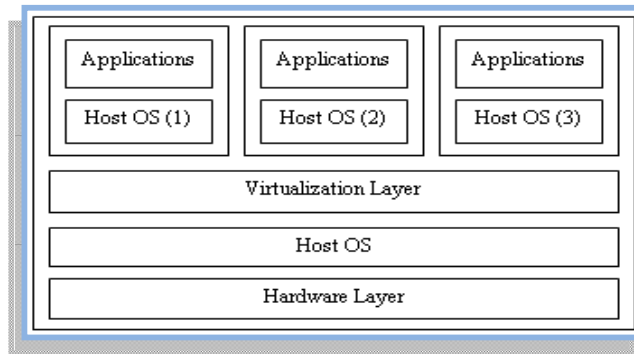 Applications Applications Applications
Host OS (1) Host OS (2) Host OS (3)
Virtualization Layer
Host OS
Hardware Layer